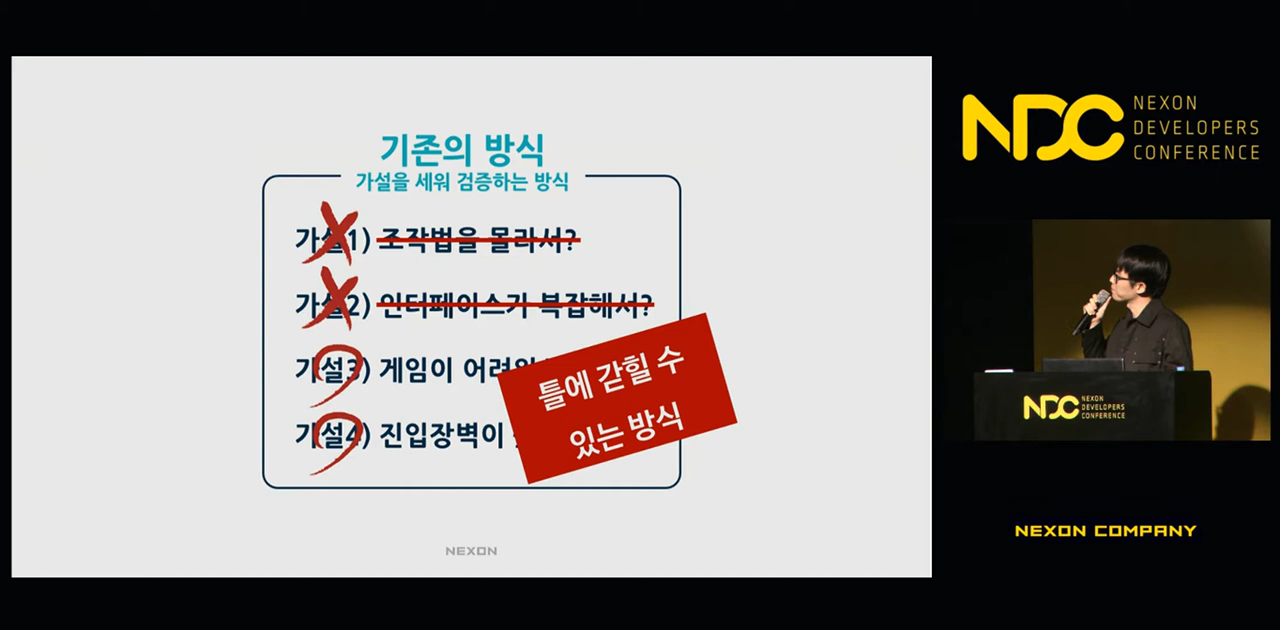 기존의 방식
가설을 세워 검증하는 방식
가설1) 조작법을 몰라서?
가설2) 인터페이스가 복잡해서?
가설3) 게임이
가설4) 진입장벽이
틀에 갇힐 수
있는 방식
NEXON
NDC
NEXON
DEVELOPERS
CONFERENCE
NDC
NEXON
DEVELOPERS
CONFERENCE
NEXON COMPANY